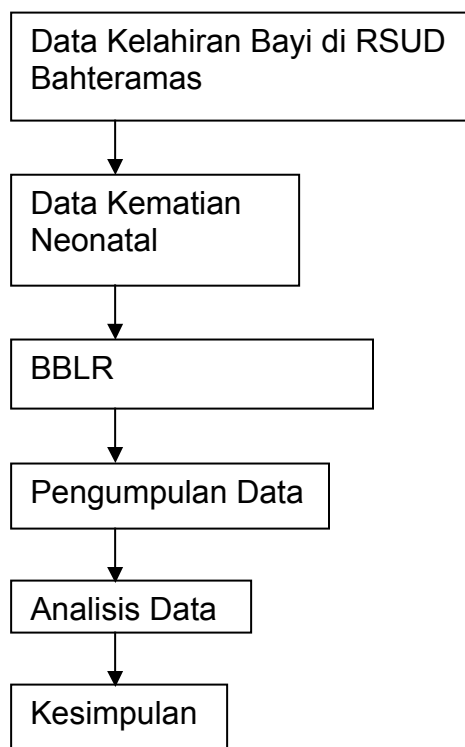 Data Kelahiran Bayi di RSUD
Bahteramas
Data Kematian
Neonatal
BBLR
Pengumpulan Data
Analisis Data
Kesimpulan